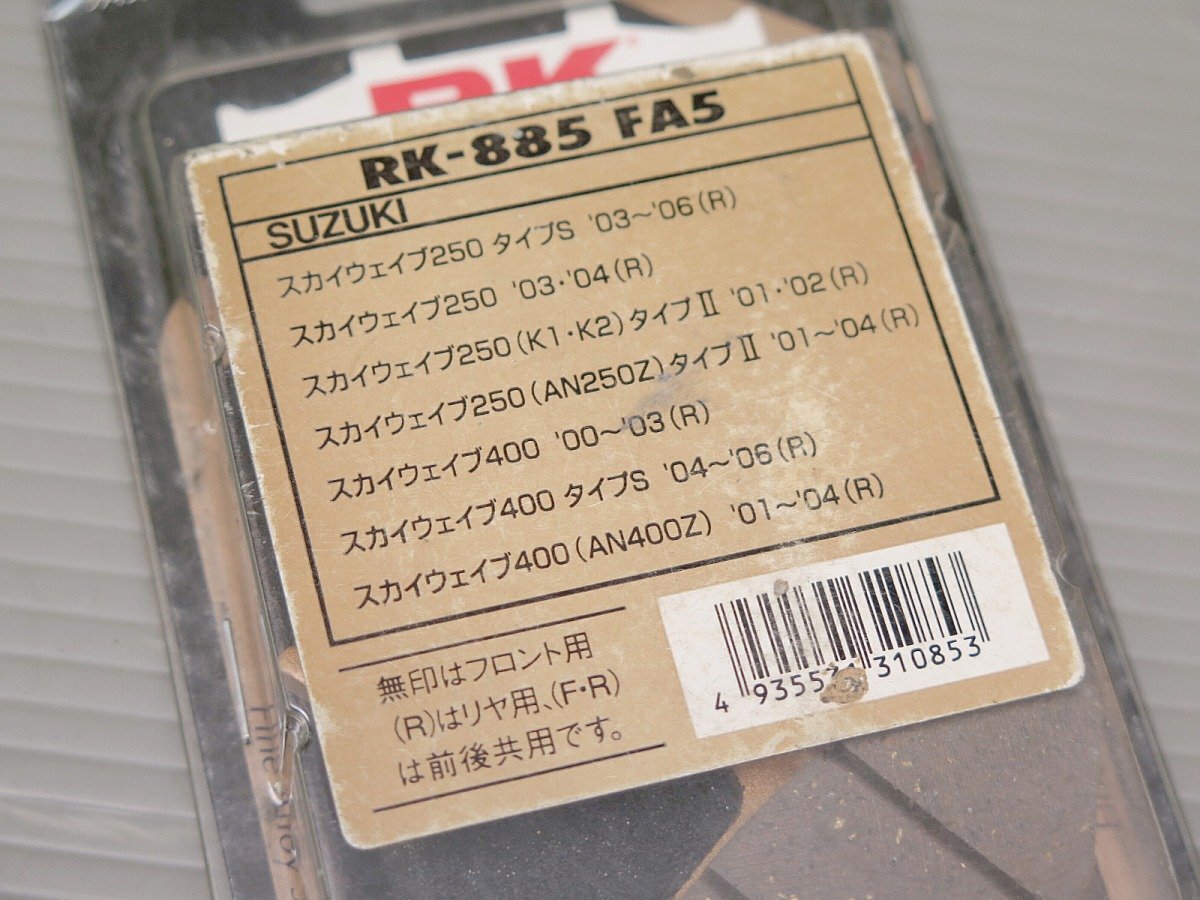 RK
RK-885 FA5
SUZUKI
スカイウェイブ250 タイプS '03～'06(R)
スカイウェイブ250 '03・'04(R)
スカイウェイブ250(K1・K2)タイプⅡ '01・'02(R)
スカイウェイブ250(AN250Z)タイプⅡ '01～'04(R)
スカイウェイブ400 '00～'03(R)
スカイウェイブ400 タイプS '04～'06(R)
スカイウェイブ400(AN400Z) '01～'04(R)
無印はフロント用
(R)はリヤ用、(F・R)
は前後共用です。
4 93557 310853
Fine